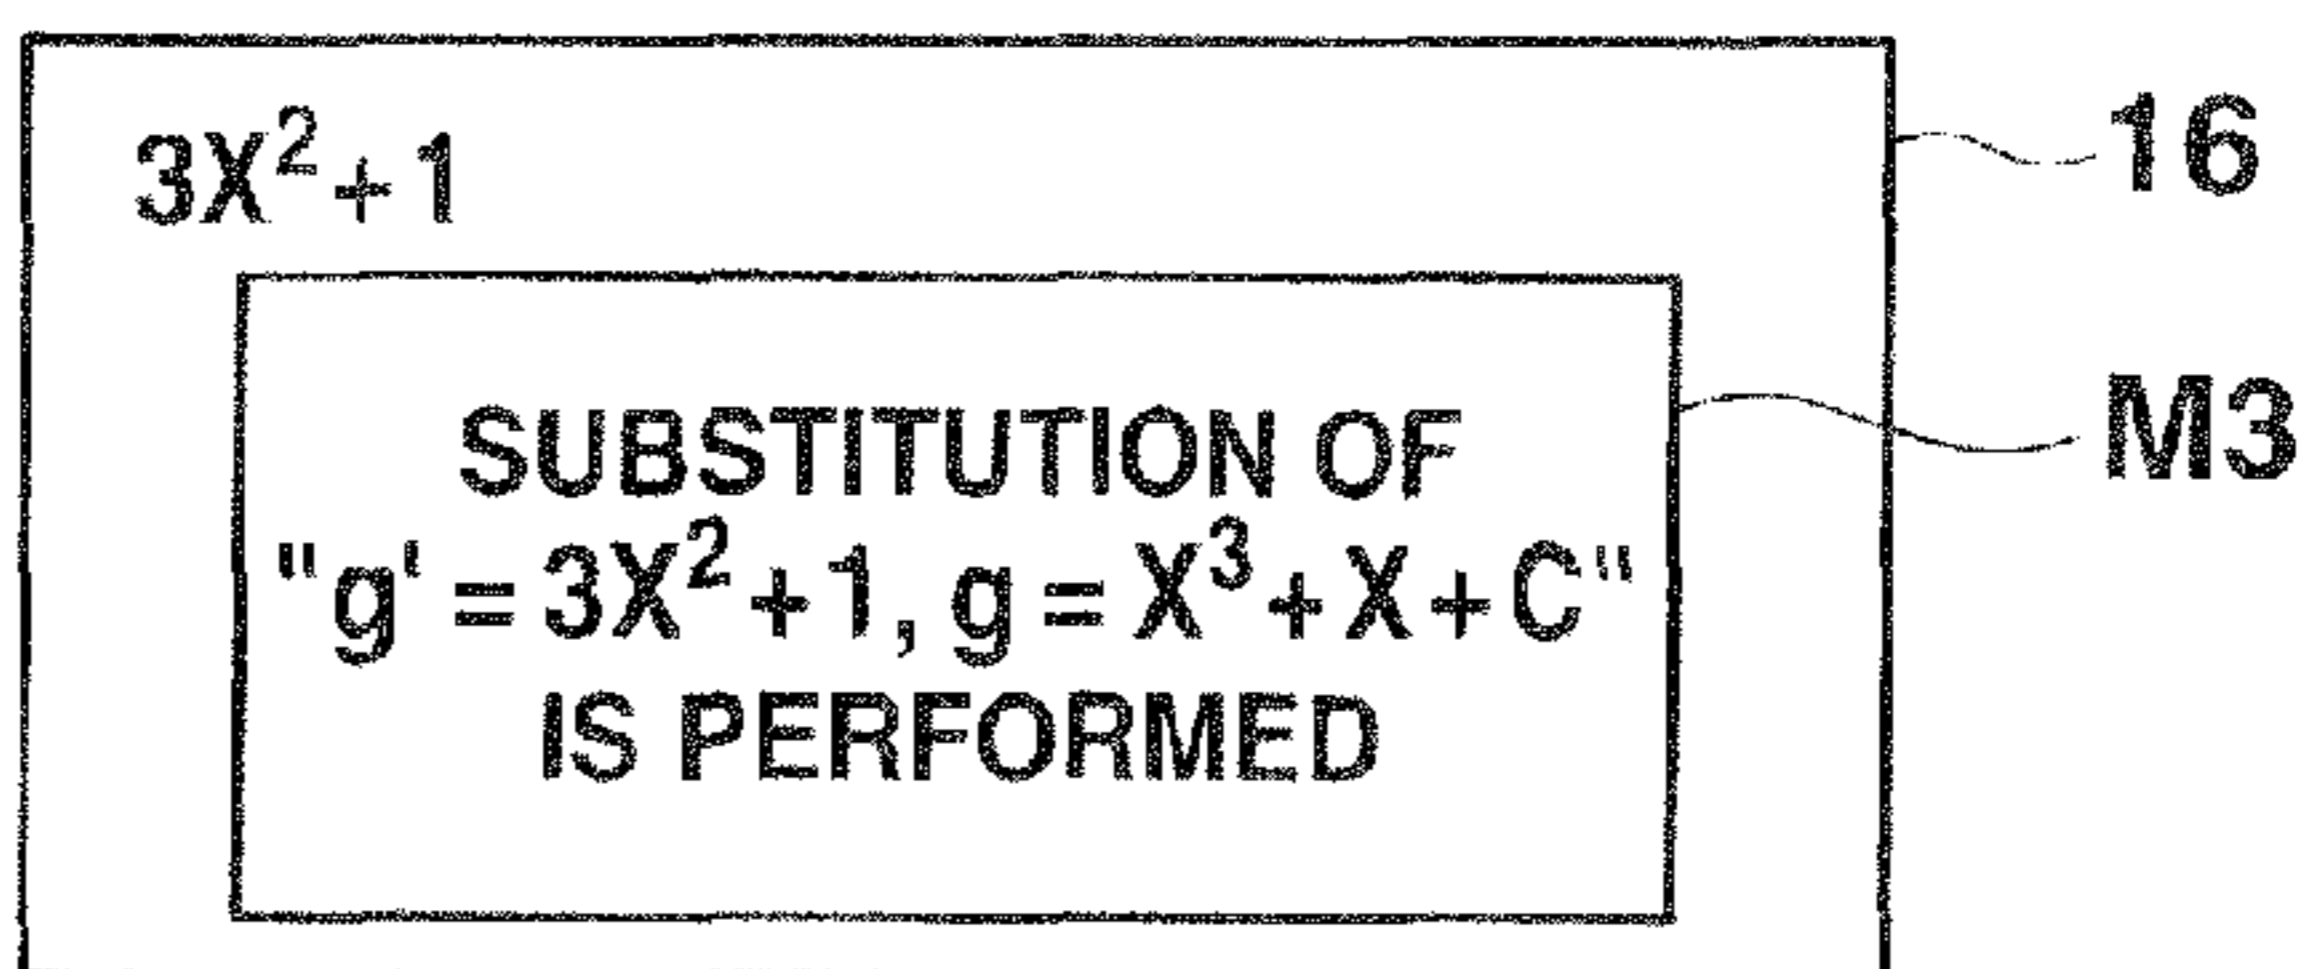 3X²+1
16
M3
SUBSTITUTION OF
"g' = 3X²+1, g = X³+X+C"
IS PERFORMED